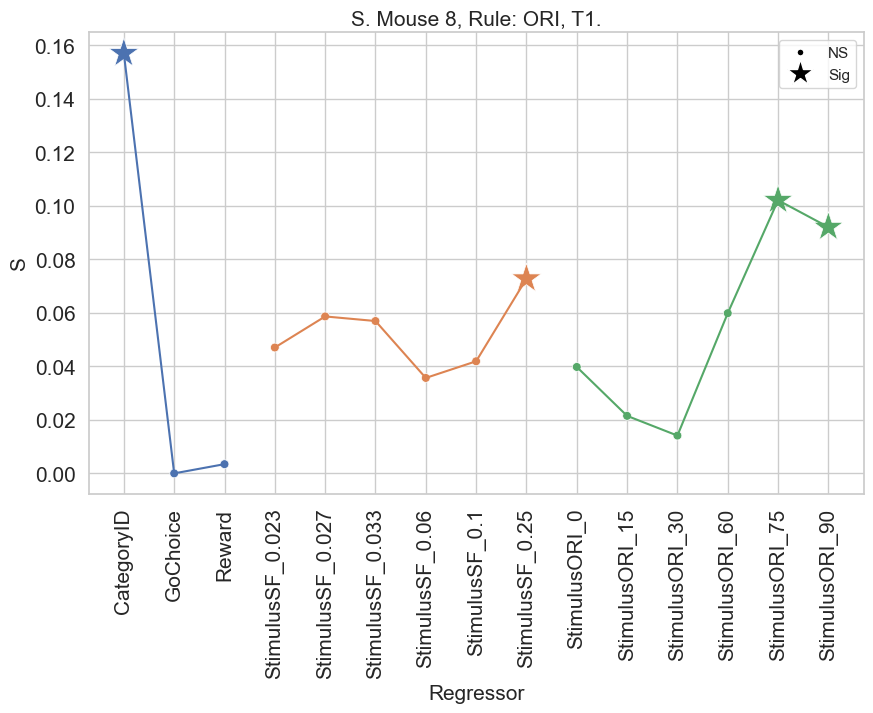 S. Mouse 8, Rule: ORI, T1.
NS
Sig
S
0.16
0.14
0.12
0.10
0.08
0.06
0.04
0.02
0.00
CategoryID
GoChoice
Reward
StimulusSF_0.023
StimulusSF_0.027
StimulusSF_0.033
StimulusSF_0.06
StimulusSF_0.1
StimulusSF_0.25
StimulusORI_0
StimulusORI_15
StimulusORI_30
StimulusORI_60
StimulusORI_75
StimulusORI_90
Regressor